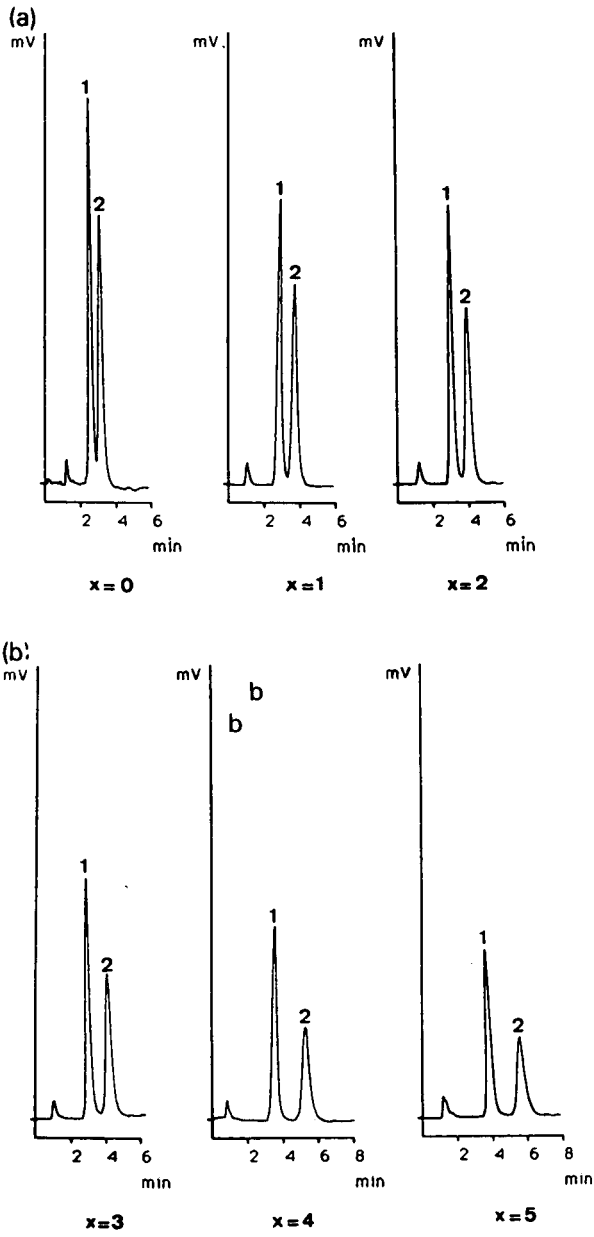 (a)
mV mV. mV
1 2 1 2 1 2
2 4 6 2 4 6 2 4 6
min min min
x=0 x=1 x=2
(b:
mV mV mV
b
b
1 2 1 2 1 2
2 4 6 2 4 6 8 2 4 6 8
min min min
x=3 x=4 x=5